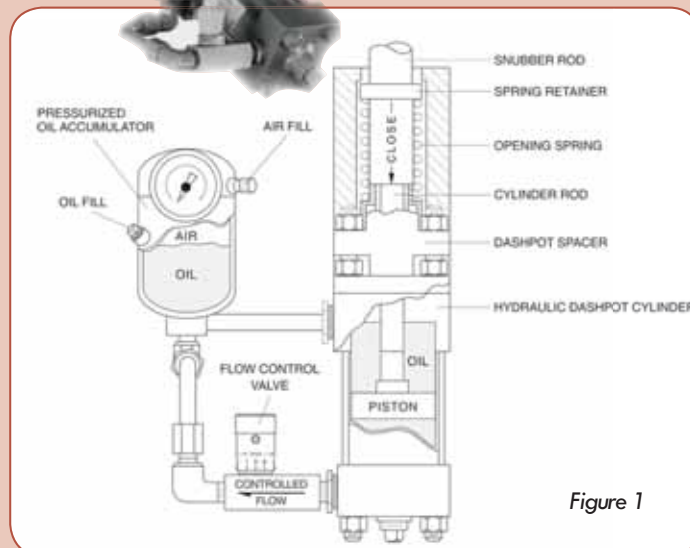 SNUBBER ROD
SPRING RETAINER
PRESSURIZED
OIL ACCUMULATOR
AIR FILL
CLOSE
OPENING SPRING
OIL FILL
CYLINDER ROD
AIR
DASHPOT SPACER
OIL
HYDRAULIC DASHPOT CYLINDER
FLOW CONTROL
VALVE
OIL
PISTON
CONTROLLED
FLOW
Figure 1